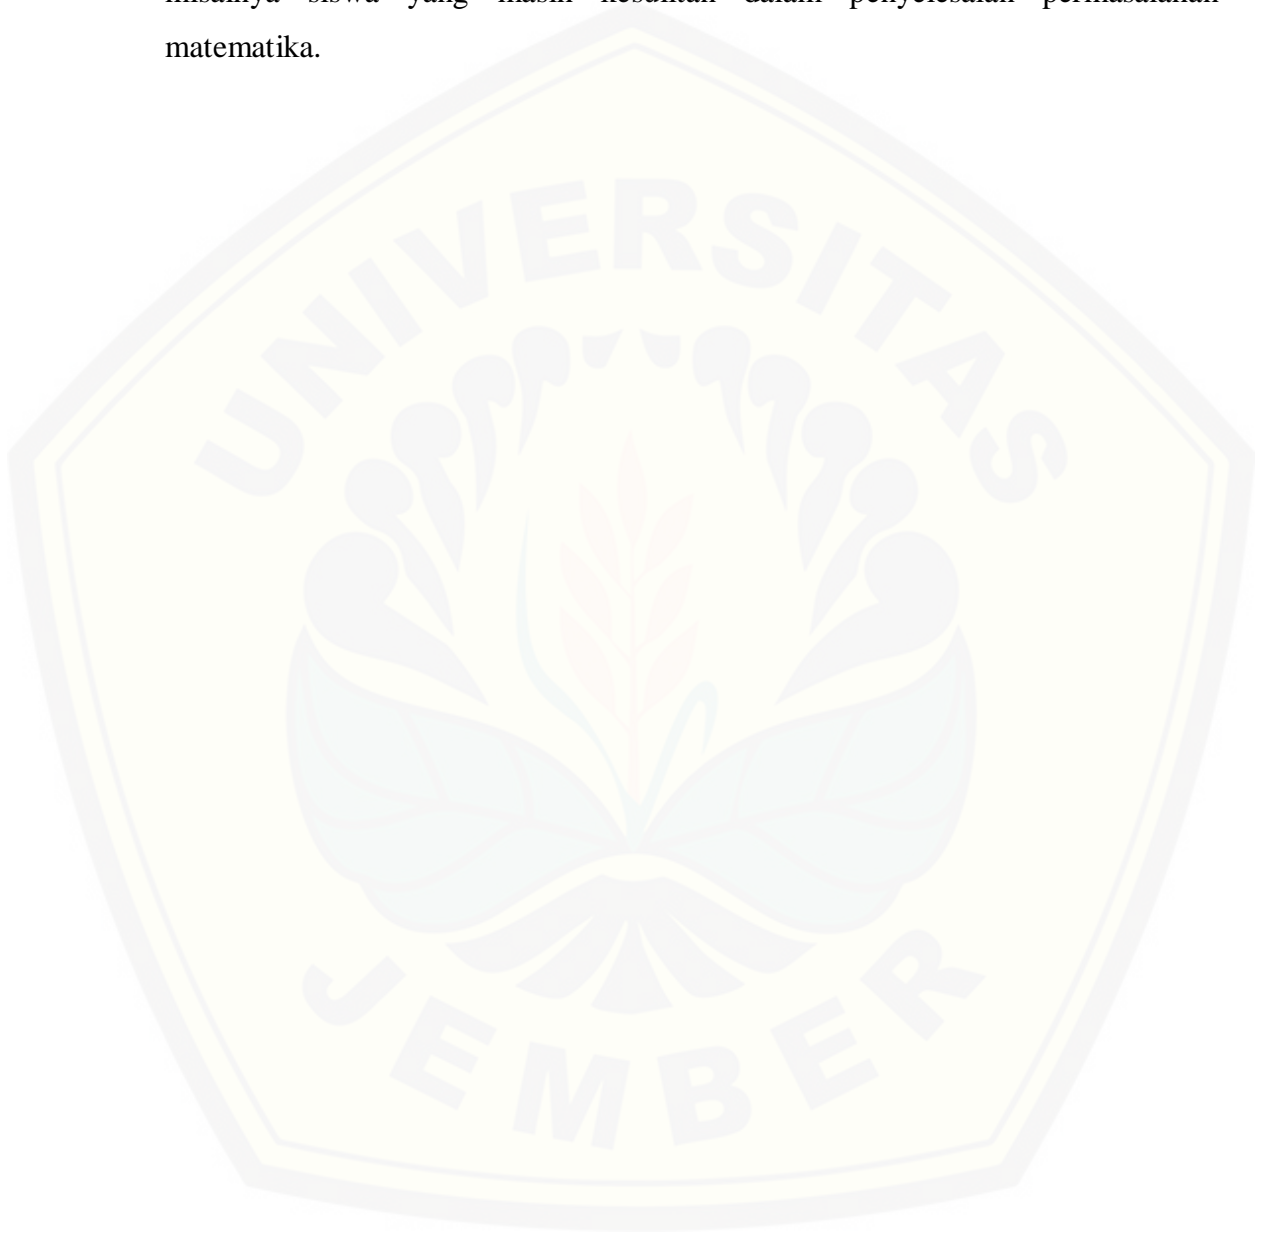 misalnya siswa yang masih kesulitan dalam penyelesaian permasalahan
matematika.
UNIVERSITAS
JEMBER